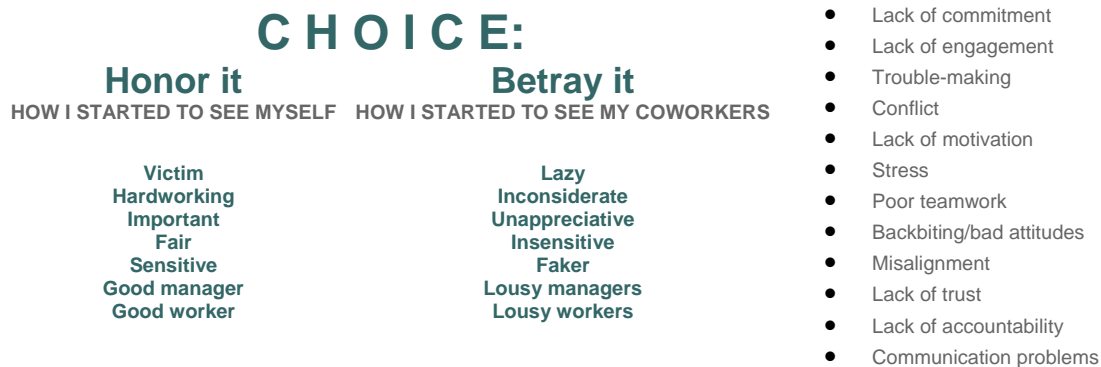 C H O I C E:
Honor it
HOW I STARTED TO SEE MYSELF
Victim
Hardworking
Important
Fair
Sensitive
Good manager
Good worker
Betray it
HOW I STARTED TO SEE MY COWORKERS
Lazy
Inconsiderate
Unappreciative
Insensitive
Faker
Lousy managers
Lousy workers
• Lack of commitment
• Lack of engagement
• Trouble-making
• Conflict
• Lack of motivation
• Stress
• Poor teamwork
• Backbiting/bad attitudes
• Misalignment
• Lack of trust
• Lack of accountability
• Communication problems